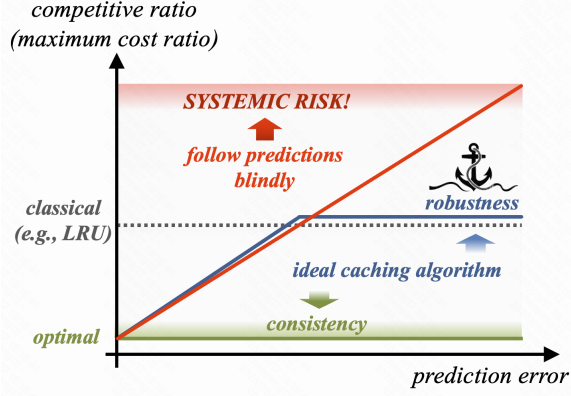 competitive ratio
(maximum cost ratio)
SYSTEMIC RISK!
follow predictions
blindly
classical
(e.g., LRU)
robustness
ideal caching algorithm
consistency
optimal
prediction error